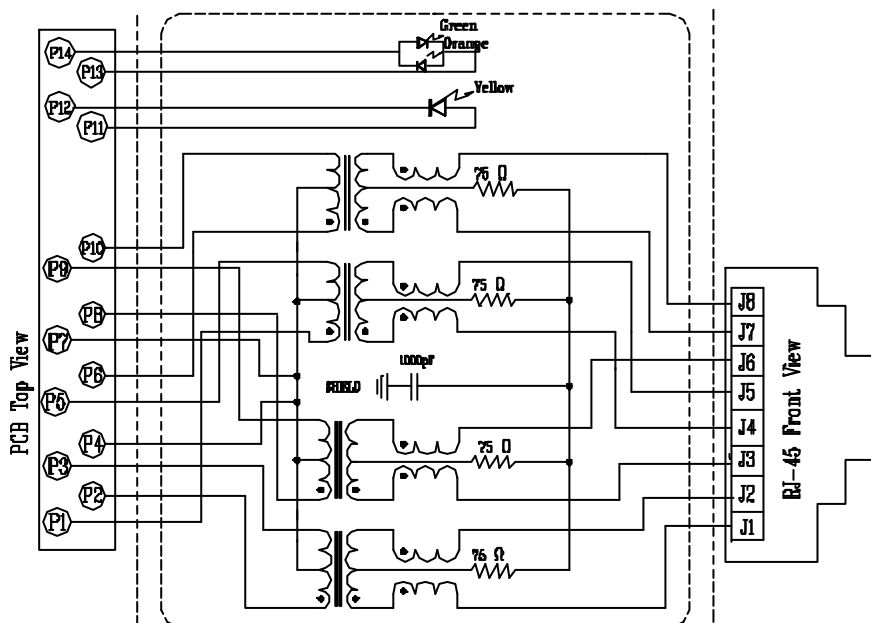 Green
Orange
P14
P13
Yellow
P12
P11
75 Ω
P10
P9
75 Ω
J8
P8
J7
P7
1000pF
J6
P6
SHIELD
J5
P5
J4
P4
75 Ω
J3
P3
J2
P2
J1
P1
75 Ω
PCB Top View
RJ-45 Front View